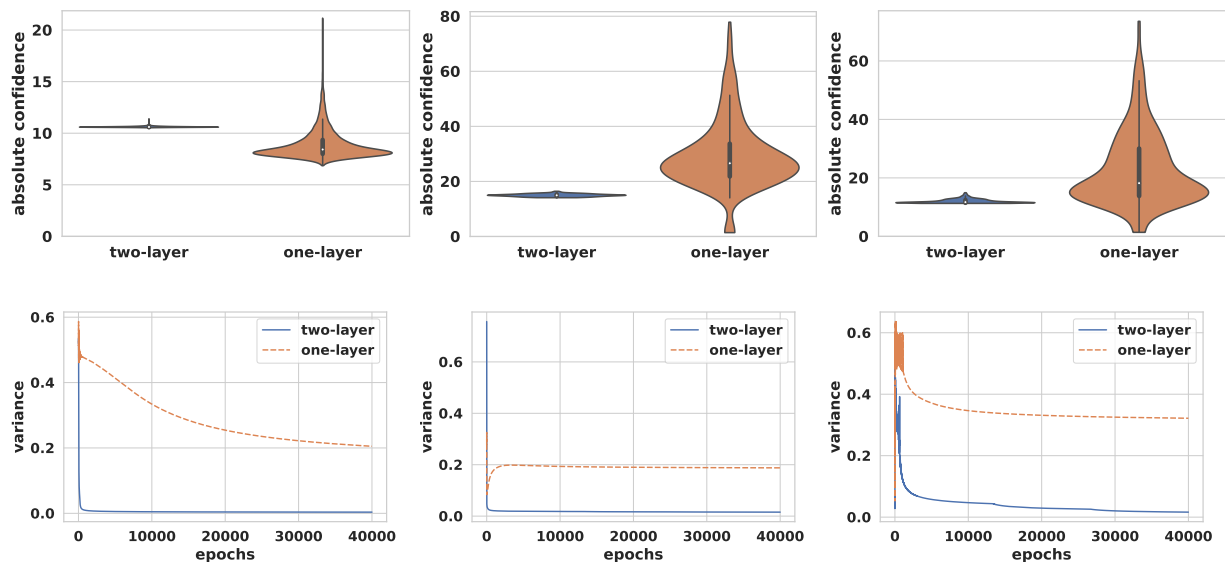 absolute confidence
20
15
10
5
0
two-layer one-layer
absolute confidence
80
60
40
20
0
two-layer one-layer
absolute confidence
60
40
20
0
two-layer one-layer
variance
0.6
0.4
0.2
0.0
two-layer
one-layer
0 10000 20000 30000 40000
epochs
variance
0.6
0.4
0.2
0.0
two-layer
one-layer
0 10000 20000 30000 40000
epochs
variance
0.6
0.4
0.2
0.0
two-layer
one-layer
0 10000 20000 30000 40000
epochs